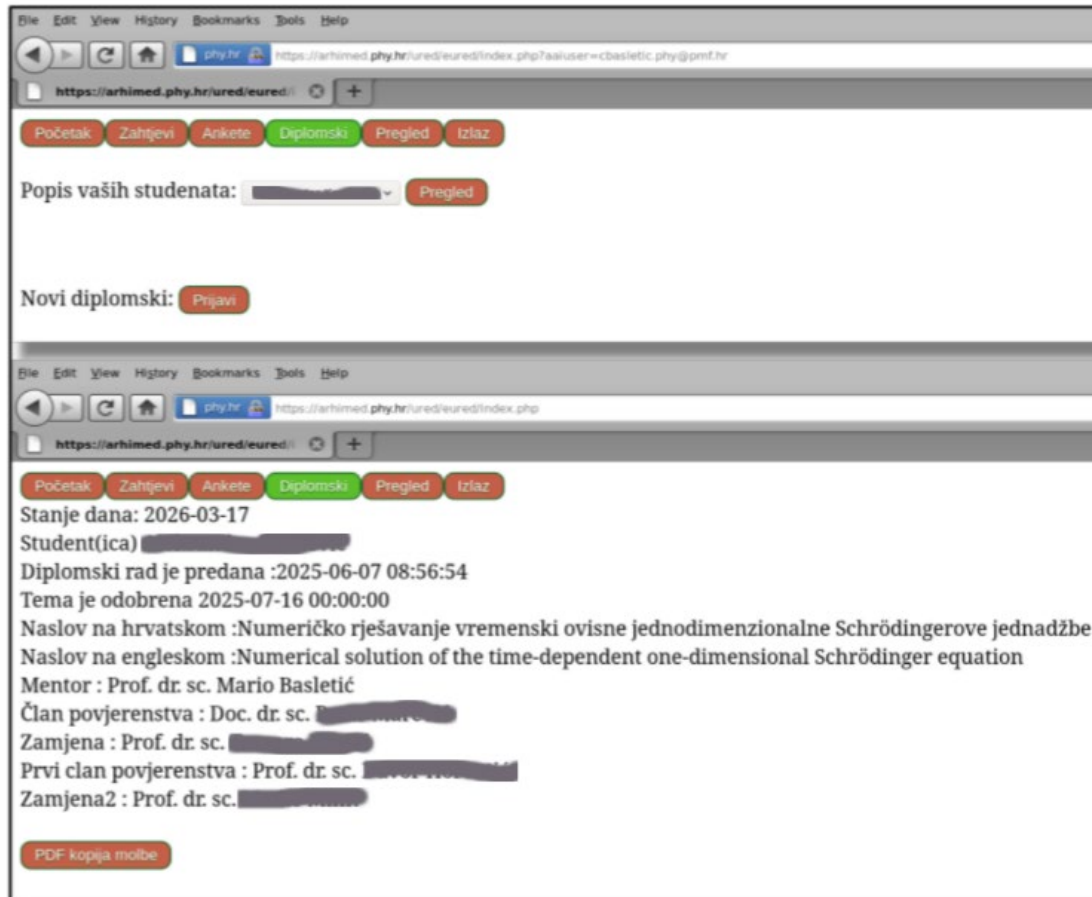 File Edit View History Bookmarks Tools Help
phy.hr https://arhimed.phy.hr/ured/eured/index.php?aaiuser=cbasletic.phy@pmf.hr
https://arhimed.phy.hr/ured/eured/
Početak Zahtjevi Ankete Diplomski Pregled Izlaz
Popis vaših studenata: Pregled
Novi diplomski: Prijavi
File Edit View History Bookmarks Tools Help
phy.hr https://arhimed.phy.hr/ured/eured/index.php
https://arhimed.phy.hr/ured/eured/
Početak Zahtjevi Ankete Diplomski Pregled Izlaz
Stanje dana: 2026-03-17
Student(ica)
Diplomski rad je predana :2025-06-07 08:56:54
Tema je odobrena 2025-07-16 00:00:00
Naslov na hrvatskom :Numeričko rješavanje vremenski ovisne jednodimenzionalne Schrödingerove jednadžbe
Naslov na engleskom :Numerical solution of the time-dependent one-dimensional Schrödinger equation
Mentor : Prof. dr. sc. Mario Basletić
Član povjerenstva : Doc. dr. sc.
Zamjena : Prof. dr. sc.
Prvi clan povjerenstva : Prof. dr. sc.
Zamjena2 : Prof. dr. sc.
PDF kopija molbe